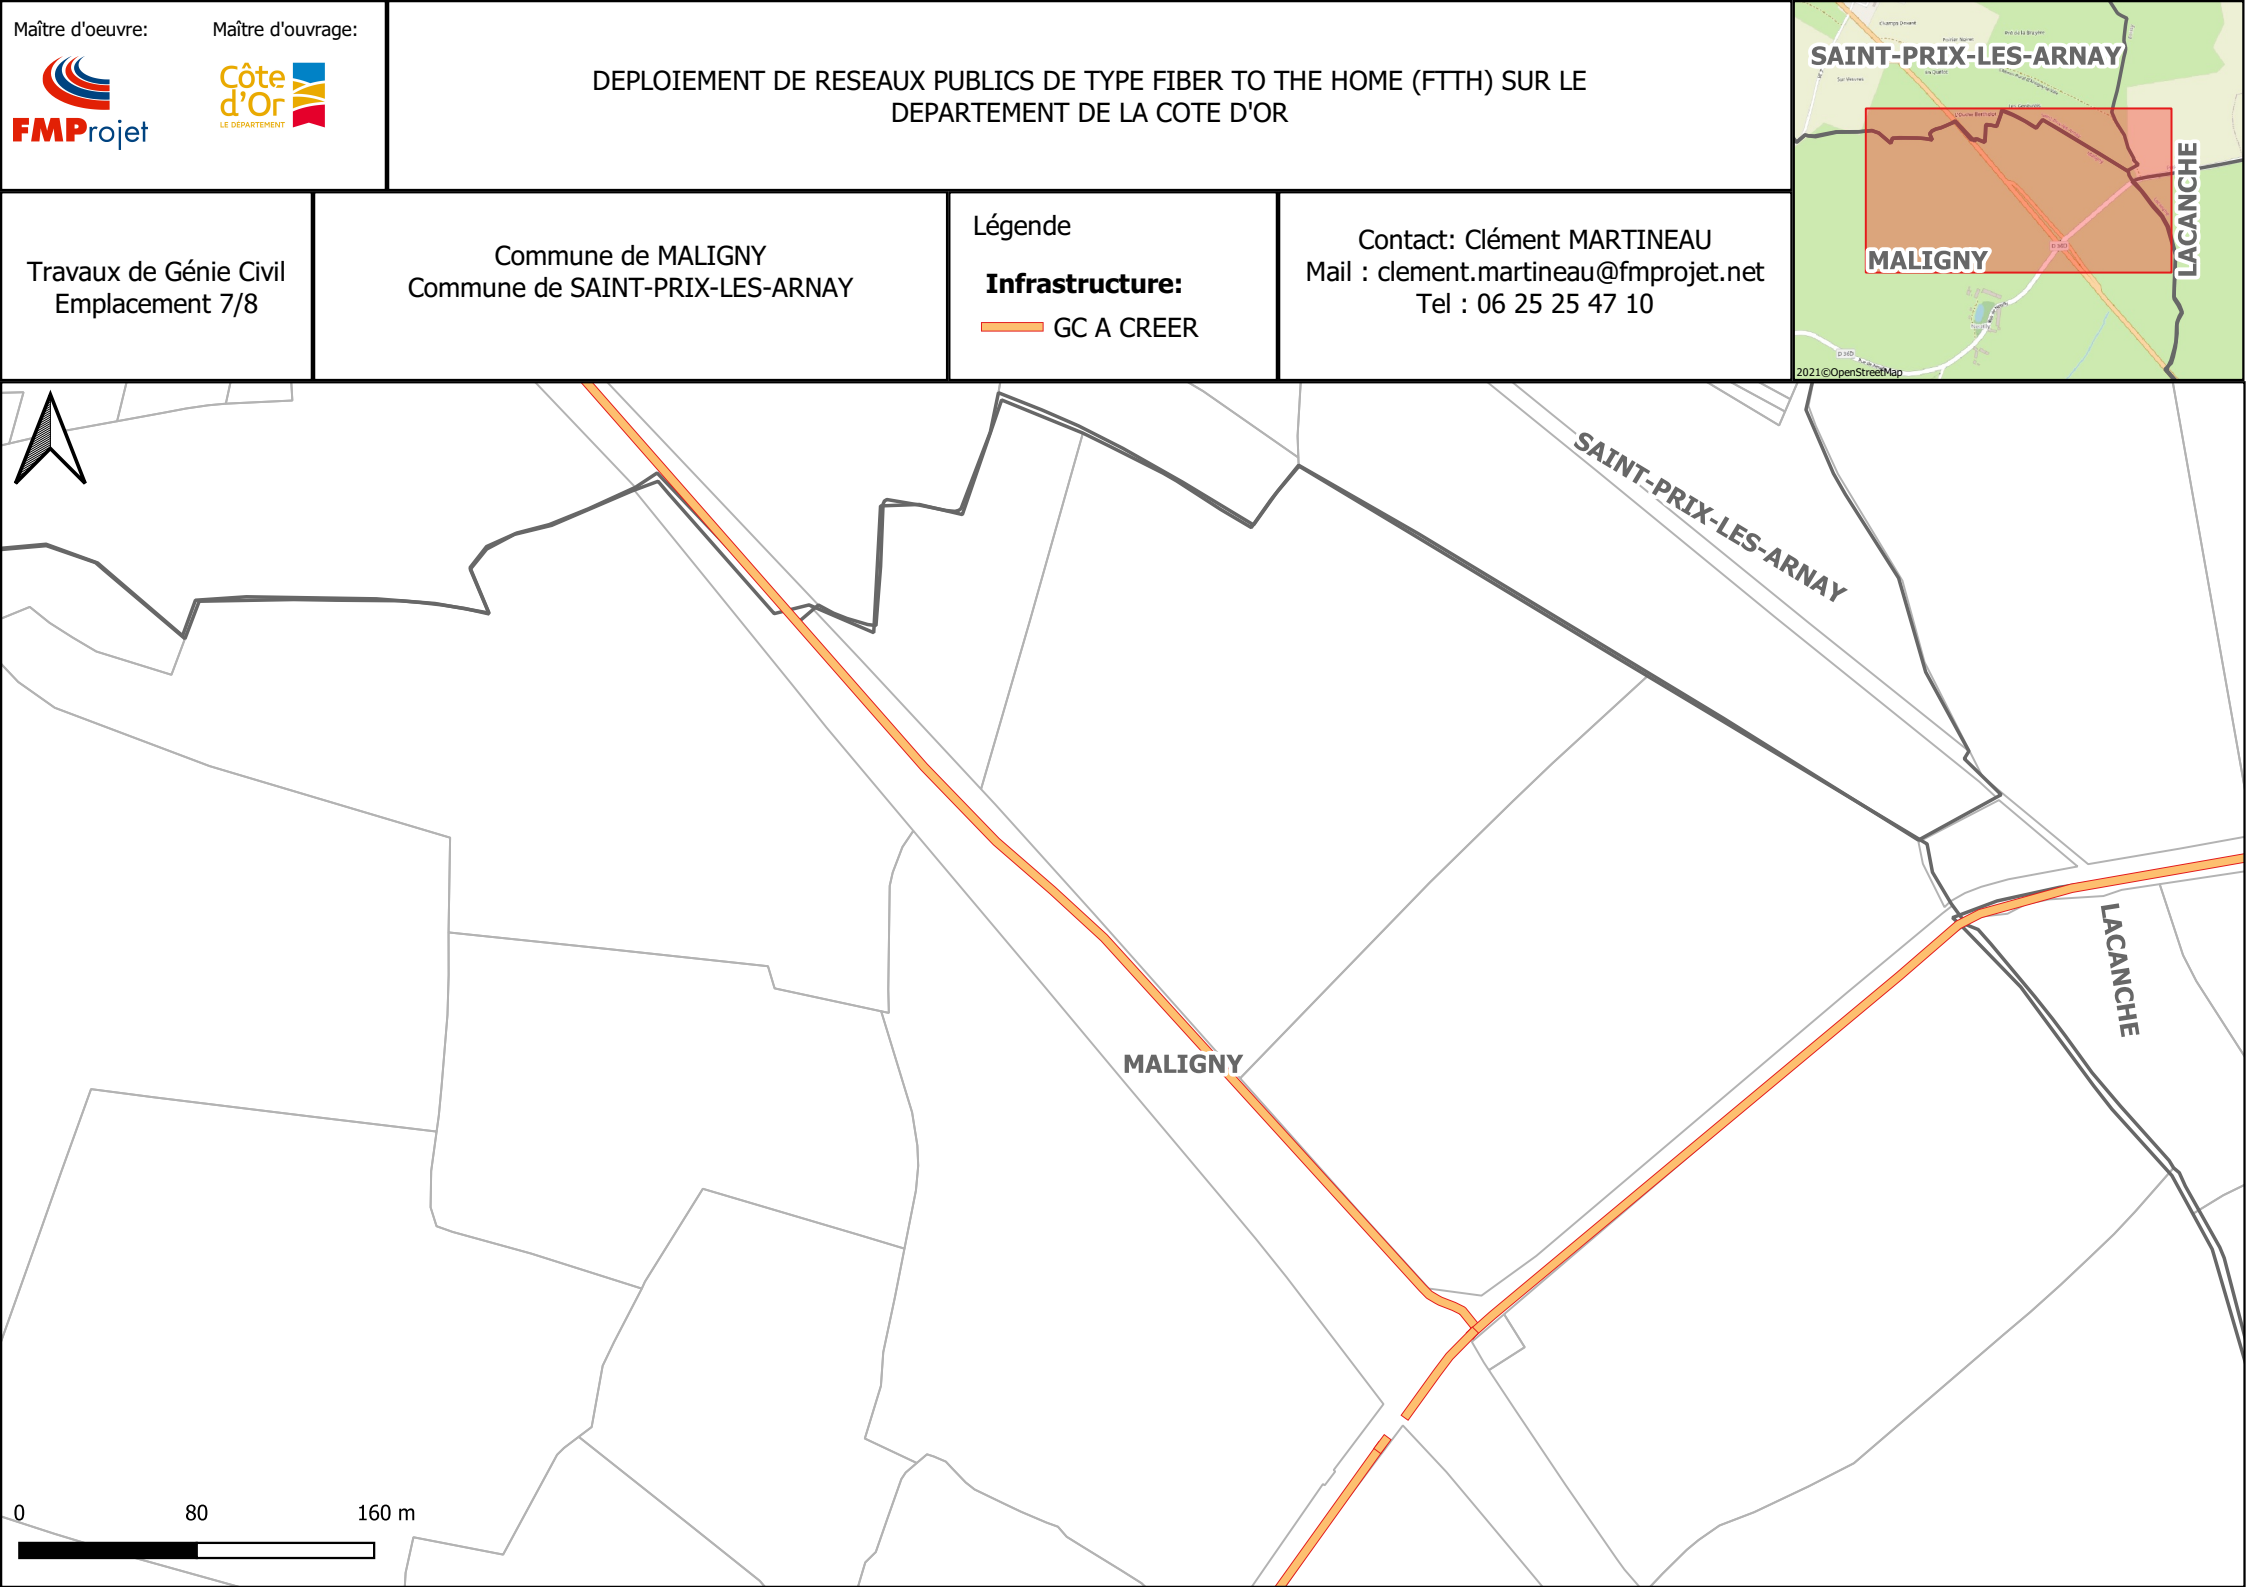 Maître d'oeuvre:
Maître d'ouvrage:
FMProjet
Côte
d'Or
LE DÉPARTEMENT
DEPLOIEMENT DE RESEAUX PUBLICS DE TYPE FIBER TO THE HOME (FTTH) SUR LE
DEPARTEMENT DE LA COTE D'OR
Travaux de Génie Civil
Emplacement 7/8
Commune de MALIGNY
Commune de SAINT-PRIX-LES-ARNAY
Légende
Infrastructure:
GC A CREER
Contact: Clément MARTINEAU
Mail : clement.martineau@fmprojet.net
Tel : 06 25 25 47 10
SAINT-PRIX-LES-ARNAY
LACANCHE
MALIGNY
2021©OpenStreetMap
SAINT-PRIX-LES-ARNAY
LACANCHE
MALIGNY
0 80 160 m